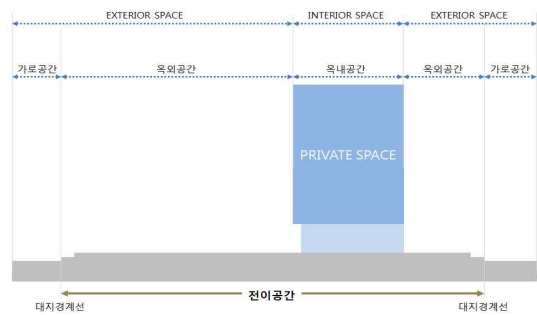 EXTERIOR SPACE INTERIOR SPACE EXTERIOR SPACE
가로공간 옥외공간 옥내공간 옥외공간 가로공간
PRIVATE SPACE
전이공간
대지경계선 대지경계선